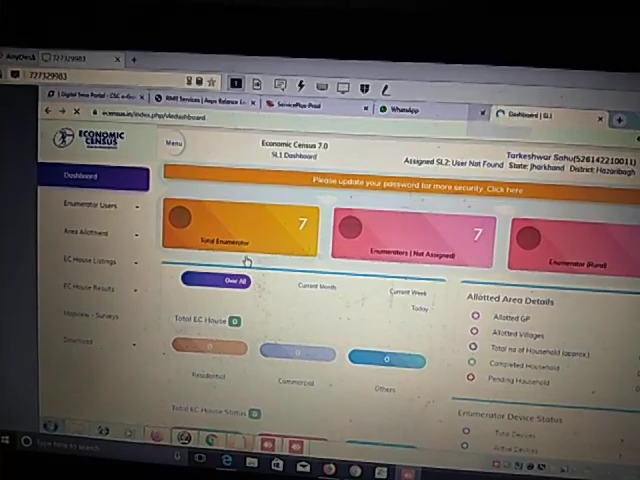 AnyDesk
727329983
727329983
Digital Seva Portal - CSC e-Gov
ServicePlus-Prod
WhatsApp
Dashboard | SL1
ecensus.in/index.php/vledashboard
ECONOMIC
CENSUS
Menu
Economic Census 7.0
SL1 Dashboard
Tarkeshwar Sahu(526142210011)
Assigned SL2: User Not Found State: Jharkhand District: Hazaribagh
Dashboard
Please update your password for more security. Click here
Enumerator Users
Area Allotment
EC House Listings
EC House Results
Mapview - Surveys
Download
7
Total Enumerator
7
Enumerators ( Not Assigned)
Enumerator (Rural)
Over All
Current Month
Current Week
Today
Total EC House 0
0
0
0
Residential
Commercial
Others
Total EC House Status 0
Allotted Area Details
Allotted GP
Allotted Villages
Total no of Household (approx.)
Completed Household
Pending Household
Enumerator Device Status
Total Devices
Active Devices
Type here to search